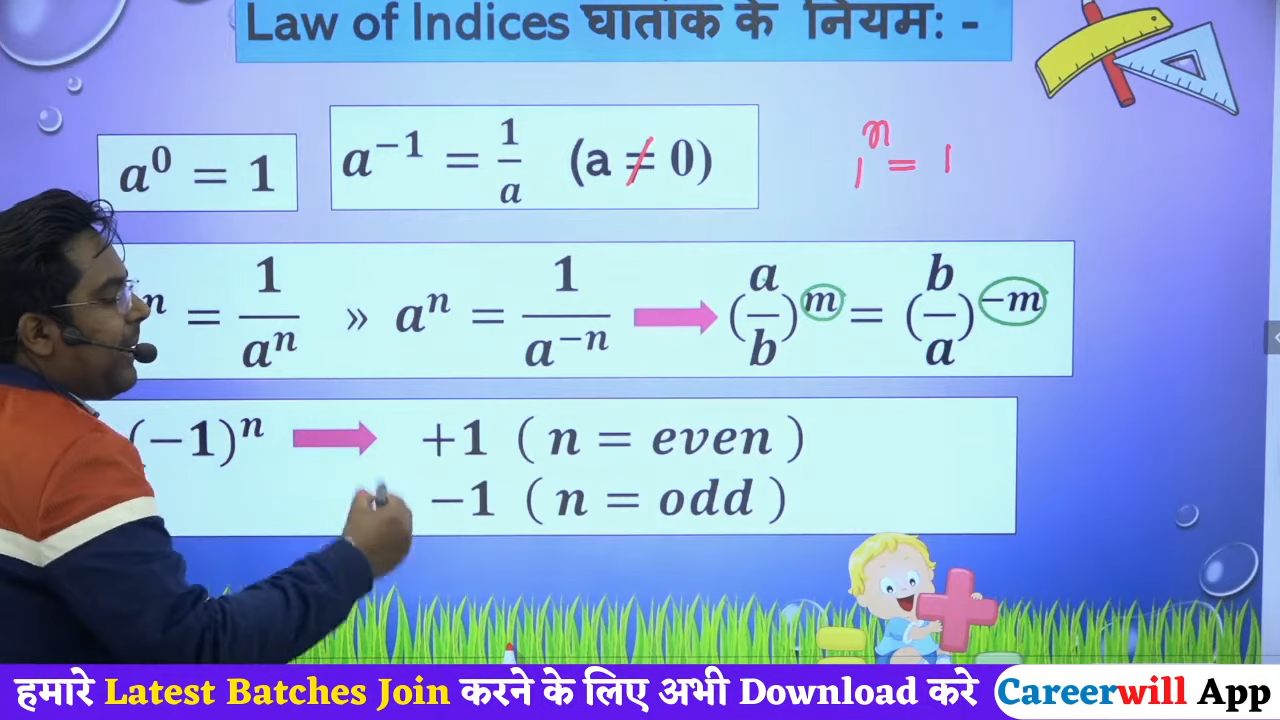 Law of Indices घातांक के नियम: -
a⁰ = 1
a⁻¹ = 1/a (a ≠ 0)
1ⁿ = 1
ⁿ = 1/aⁿ » aⁿ = 1/a⁻ⁿ (a/b)ᵐ = (b/a)⁻ᵐ
(−1)ⁿ +1 ( n = even )
−1 ( n = odd )
हमारे Latest Batches Join करने के लिए अभी Download करे Careerwill App